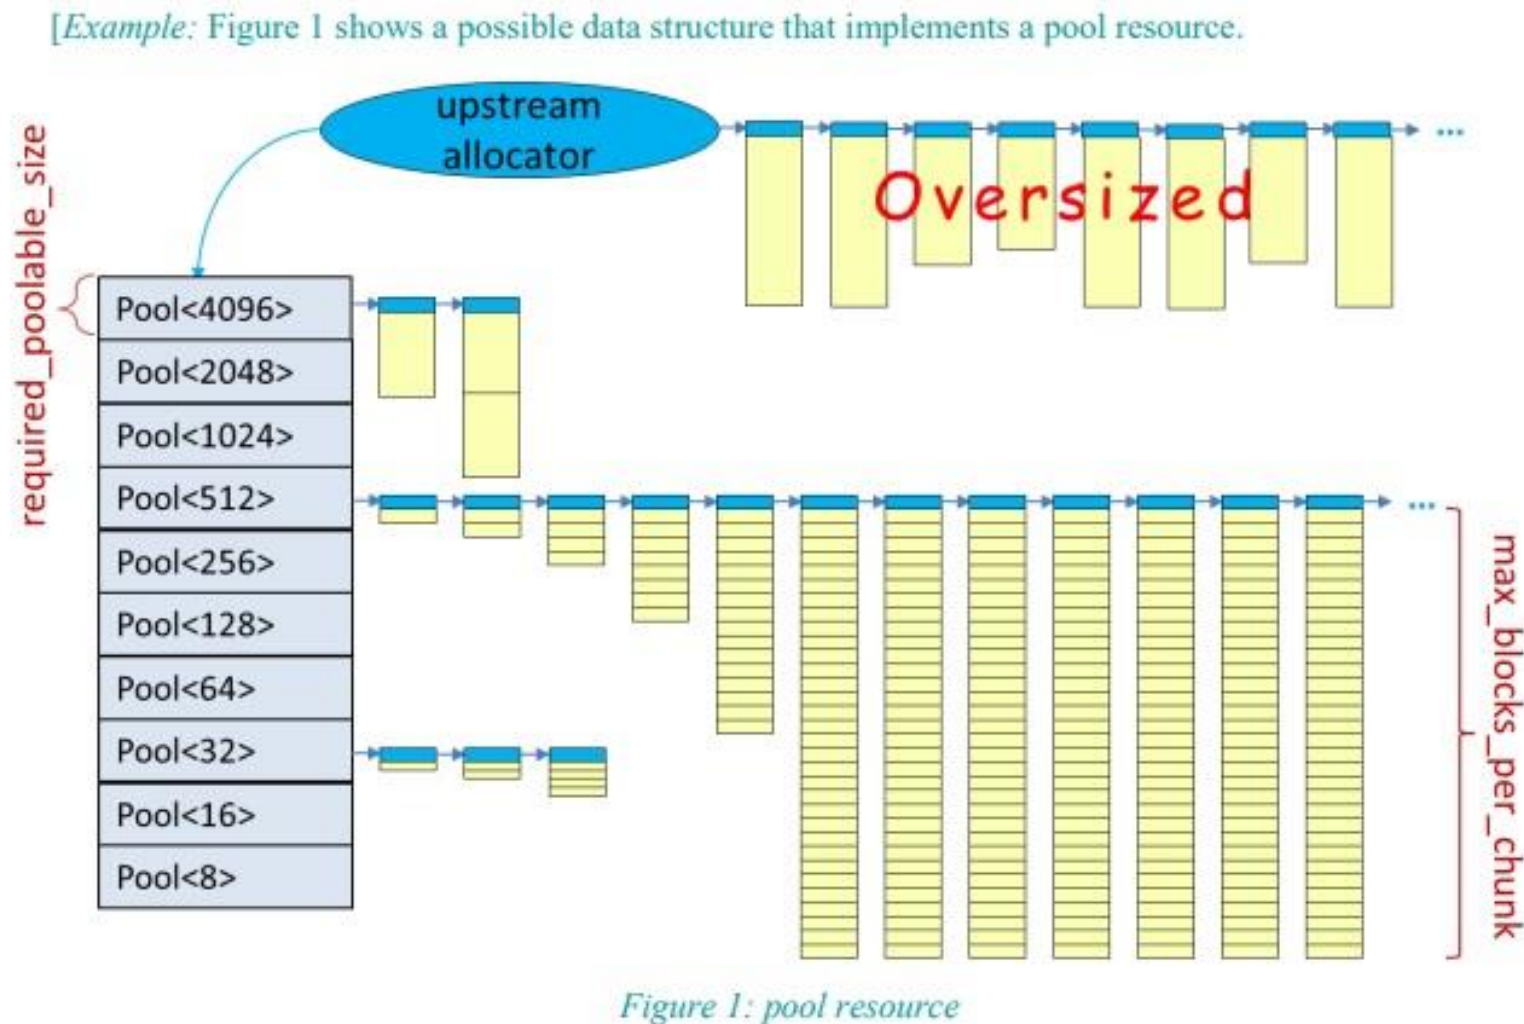 [Example: Figure 1 shows a possible data structure that implements a pool resource.
upstream
allocator
...
Oversized
required_poolable_size
Pool<4096>
Pool<2048>
Pool<1024>
Pool<512>
...
Pool<256>
Pool<128>
Pool<64>
Pool<32>
Pool<16>
Pool<8>
max_blocks_per_chunk
Figure 1: pool resource